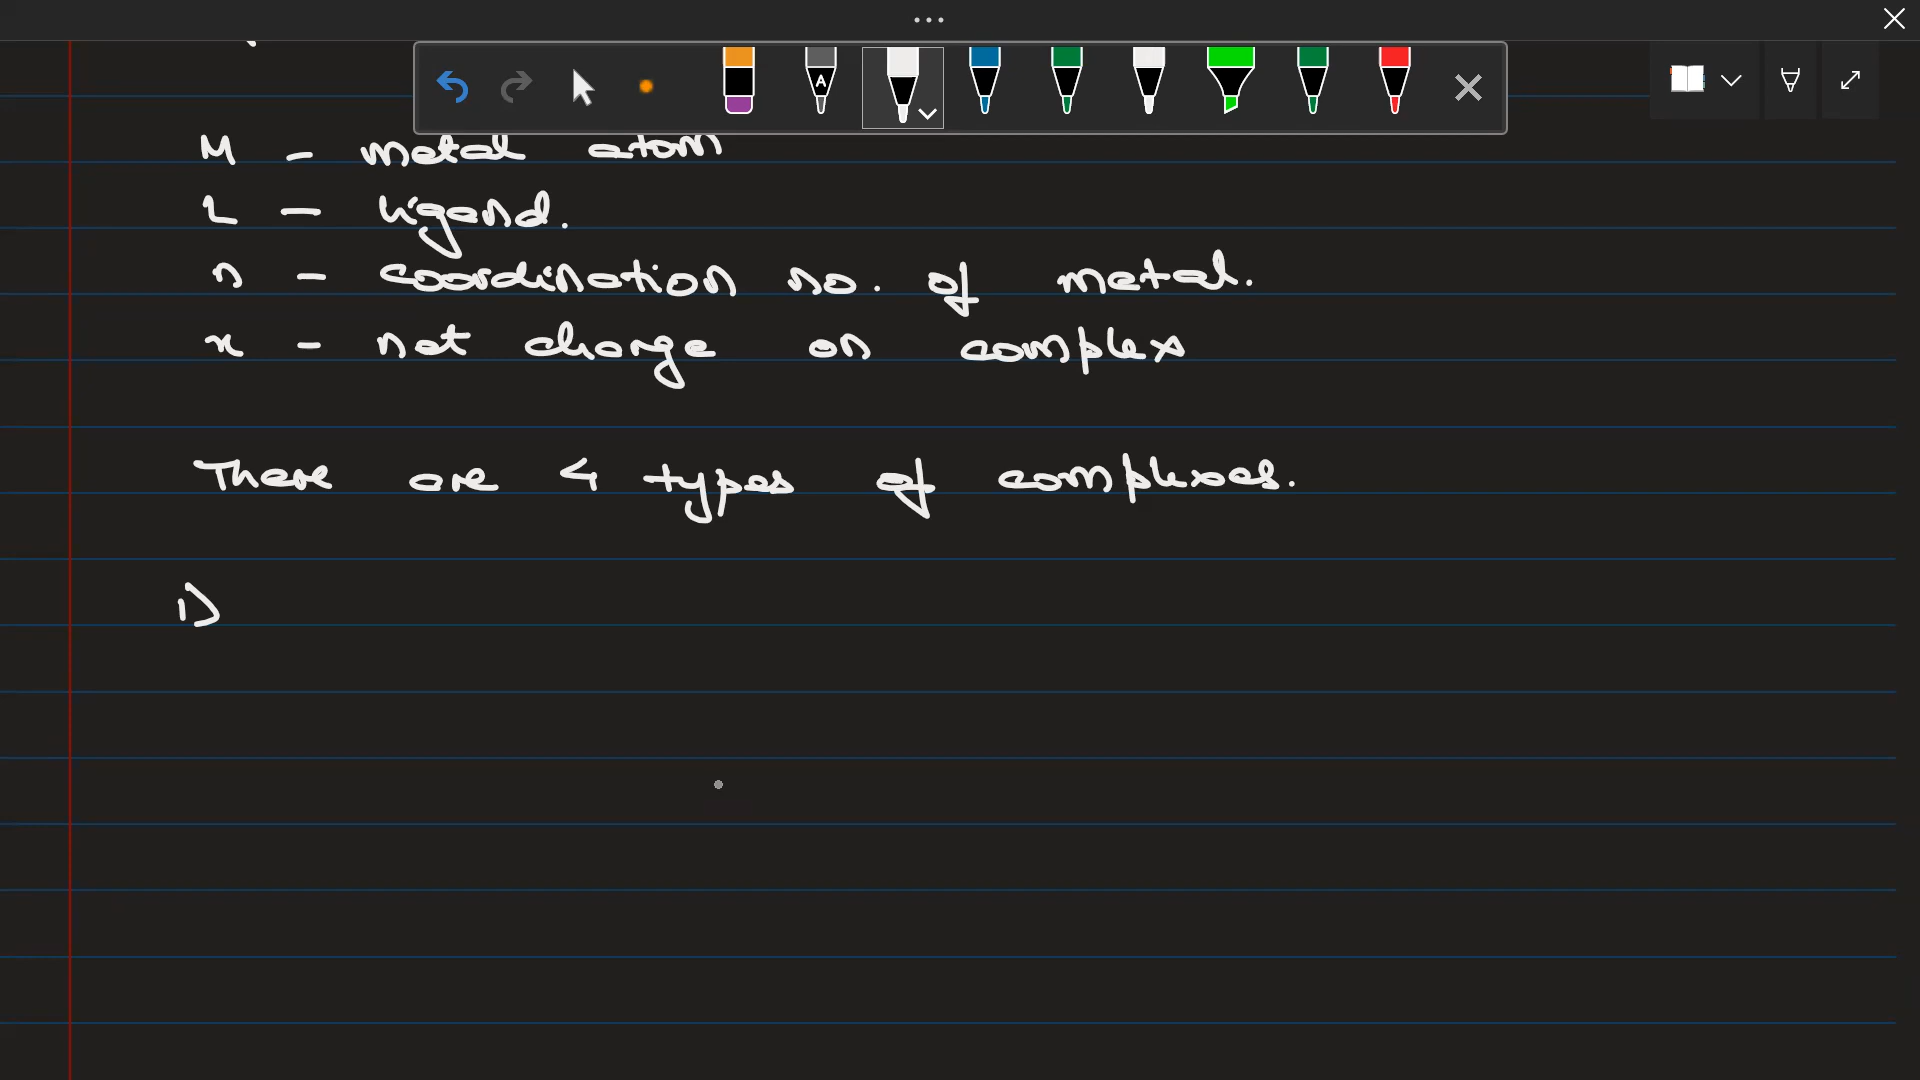 M - metal atom
L - ligand.
n - coordination no. of metal.
x - net charge on complex
There are 4 types of complexes.
1)